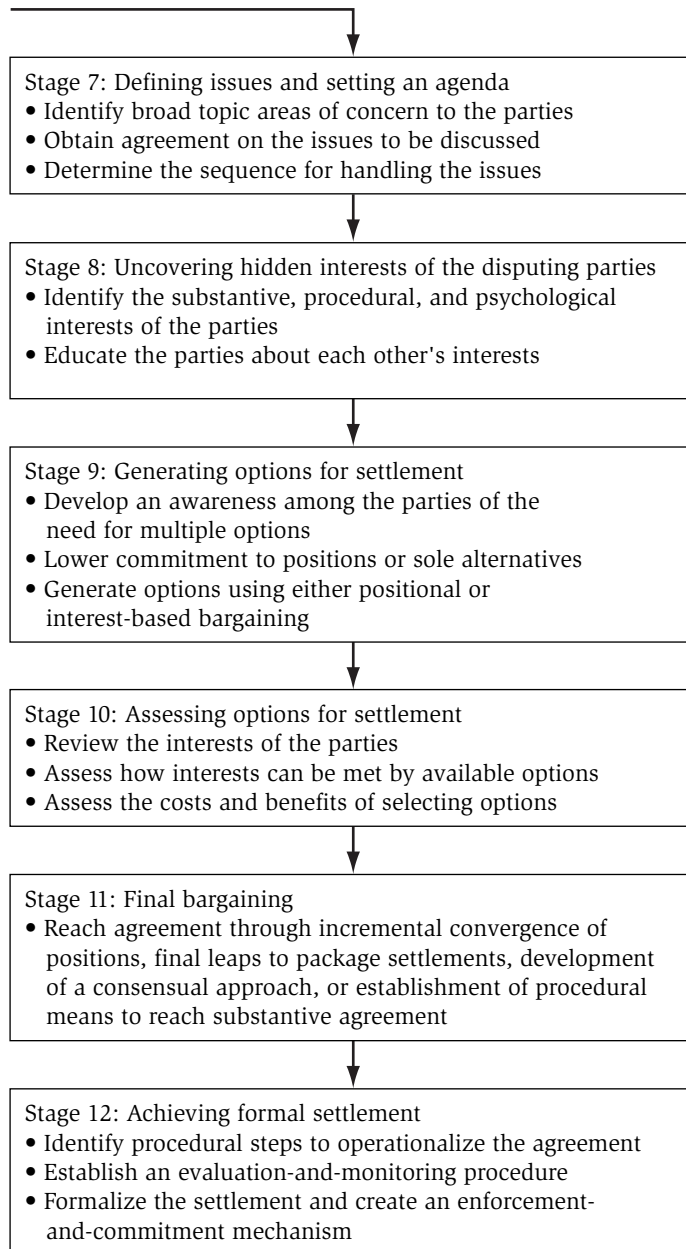 Stage 7: Defining issues and setting an agenda
• Identify broad topic areas of concern to the parties
• Obtain agreement on the issues to be discussed
• Determine the sequence for handling the issues
Stage 8: Uncovering hidden interests of the disputing parties
• Identify the substantive, procedural, and psychological
interests of the parties
• Educate the parties about each other's interests
Stage 9: Generating options for settlement
• Develop an awareness among the parties of the
need for multiple options
• Lower commitment to positions or sole alternatives
• Generate options using either positional or
interest-based bargaining
Stage 10: Assessing options for settlement
• Review the interests of the parties
• Assess how interests can be met by available options
• Assess the costs and benefits of selecting options
Stage 11: Final bargaining
• Reach agreement through incremental convergence of
positions, final leaps to package settlements, development
of a consensual approach, or establishment of procedural
means to reach substantive agreement
Stage 12: Achieving formal settlement
• Identify procedural steps to operationalize the agreement
• Establish an evaluation-and-monitoring procedure
• Formalize the settlement and create an enforcement-
and-commitment mechanism